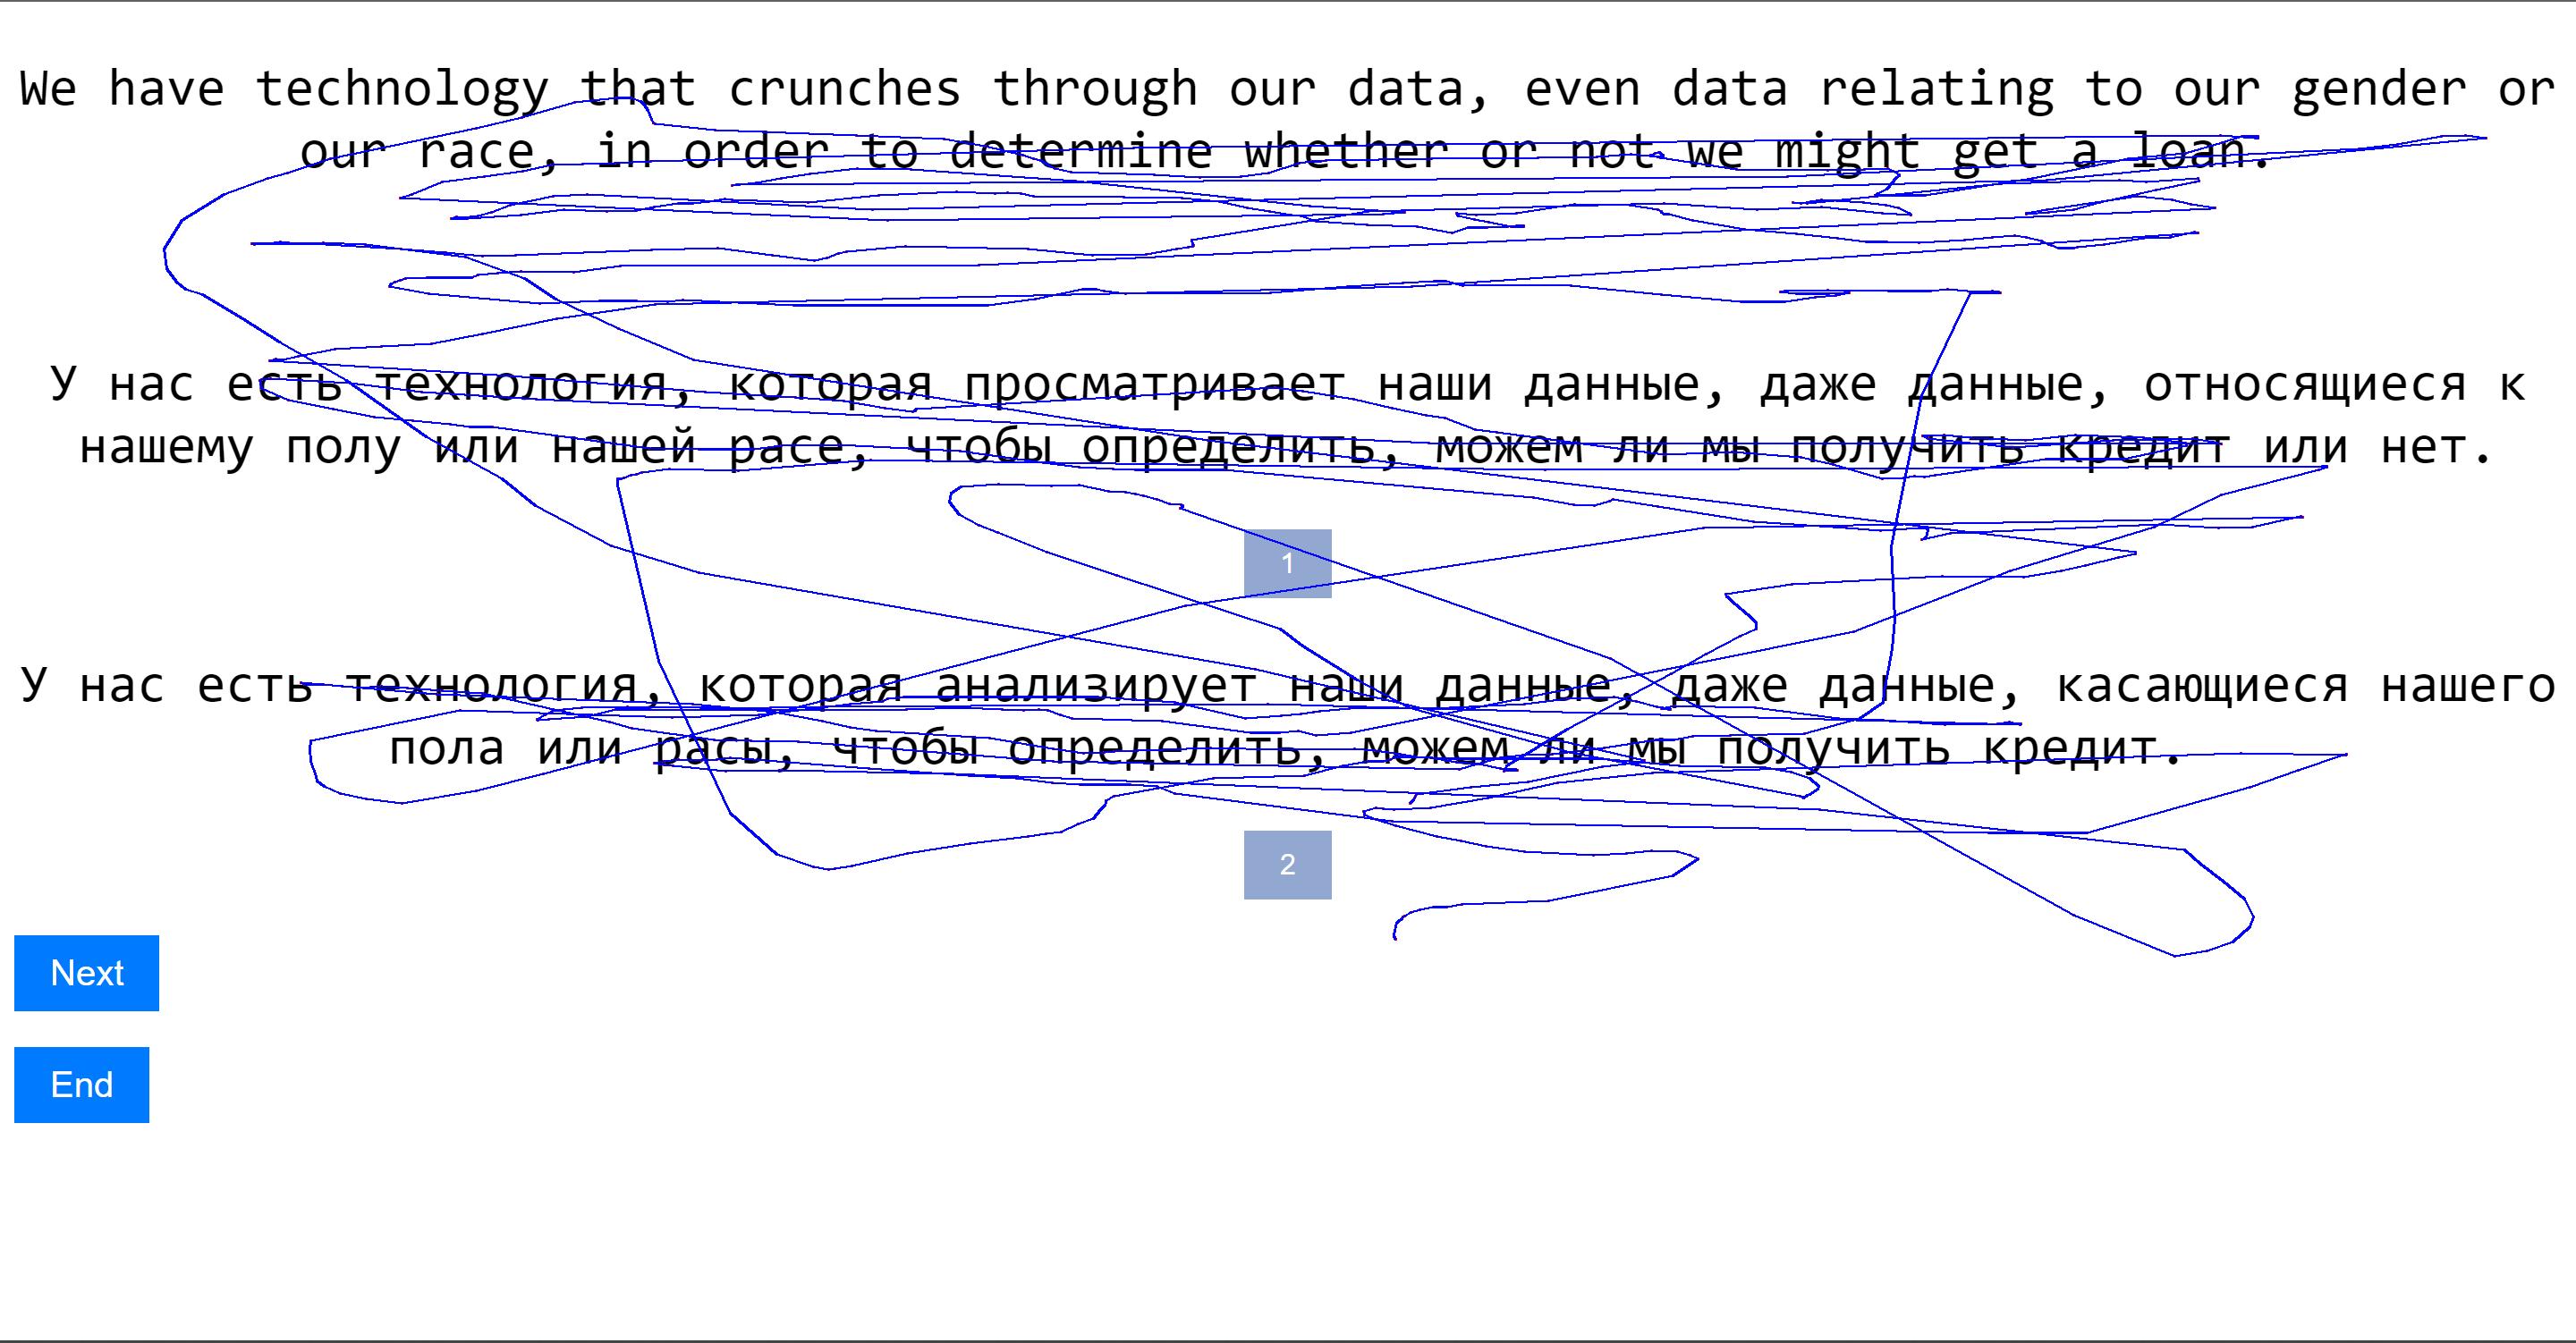 We have technology that crunches through our data, even data relating to our gender or
our race, in order to determine whether or not we might get a loan.
У нас есть технология, которая просматривает наши данные, даже данные, относящиеся к
нашему полу или нашей расе, чтобы определить, можем ли мы получить кредит или нет.
1
У нас есть технология, которая анализирует наши данные, даже данные, касающиеся нашего
пола или расы, чтобы определить, можем ли мы получить кредит.
2
Next
End